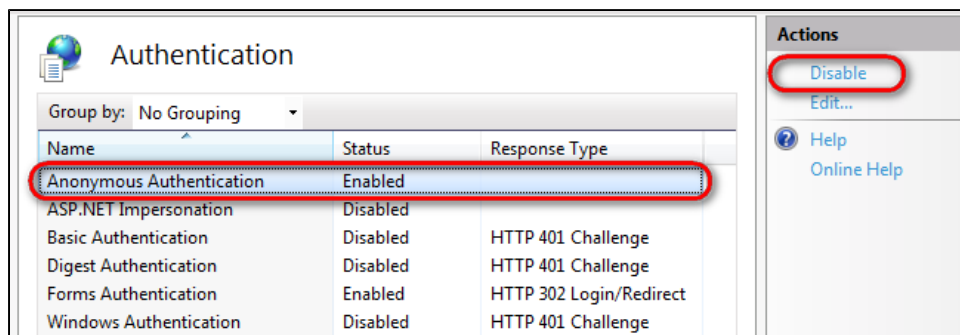 Authentication
Group by: No Grouping
Name Status Response Type
Anonymous Authentication Enabled
ASP.NET Impersonation Disabled
Basic Authentication Disabled HTTP 401 Challenge
Digest Authentication Disabled HTTP 401 Challenge
Forms Authentication Enabled HTTP 302 Login/Redirect
Windows Authentication Disabled HTTP 401 Challenge
Actions
Disable
Edit...
Help
Online Help